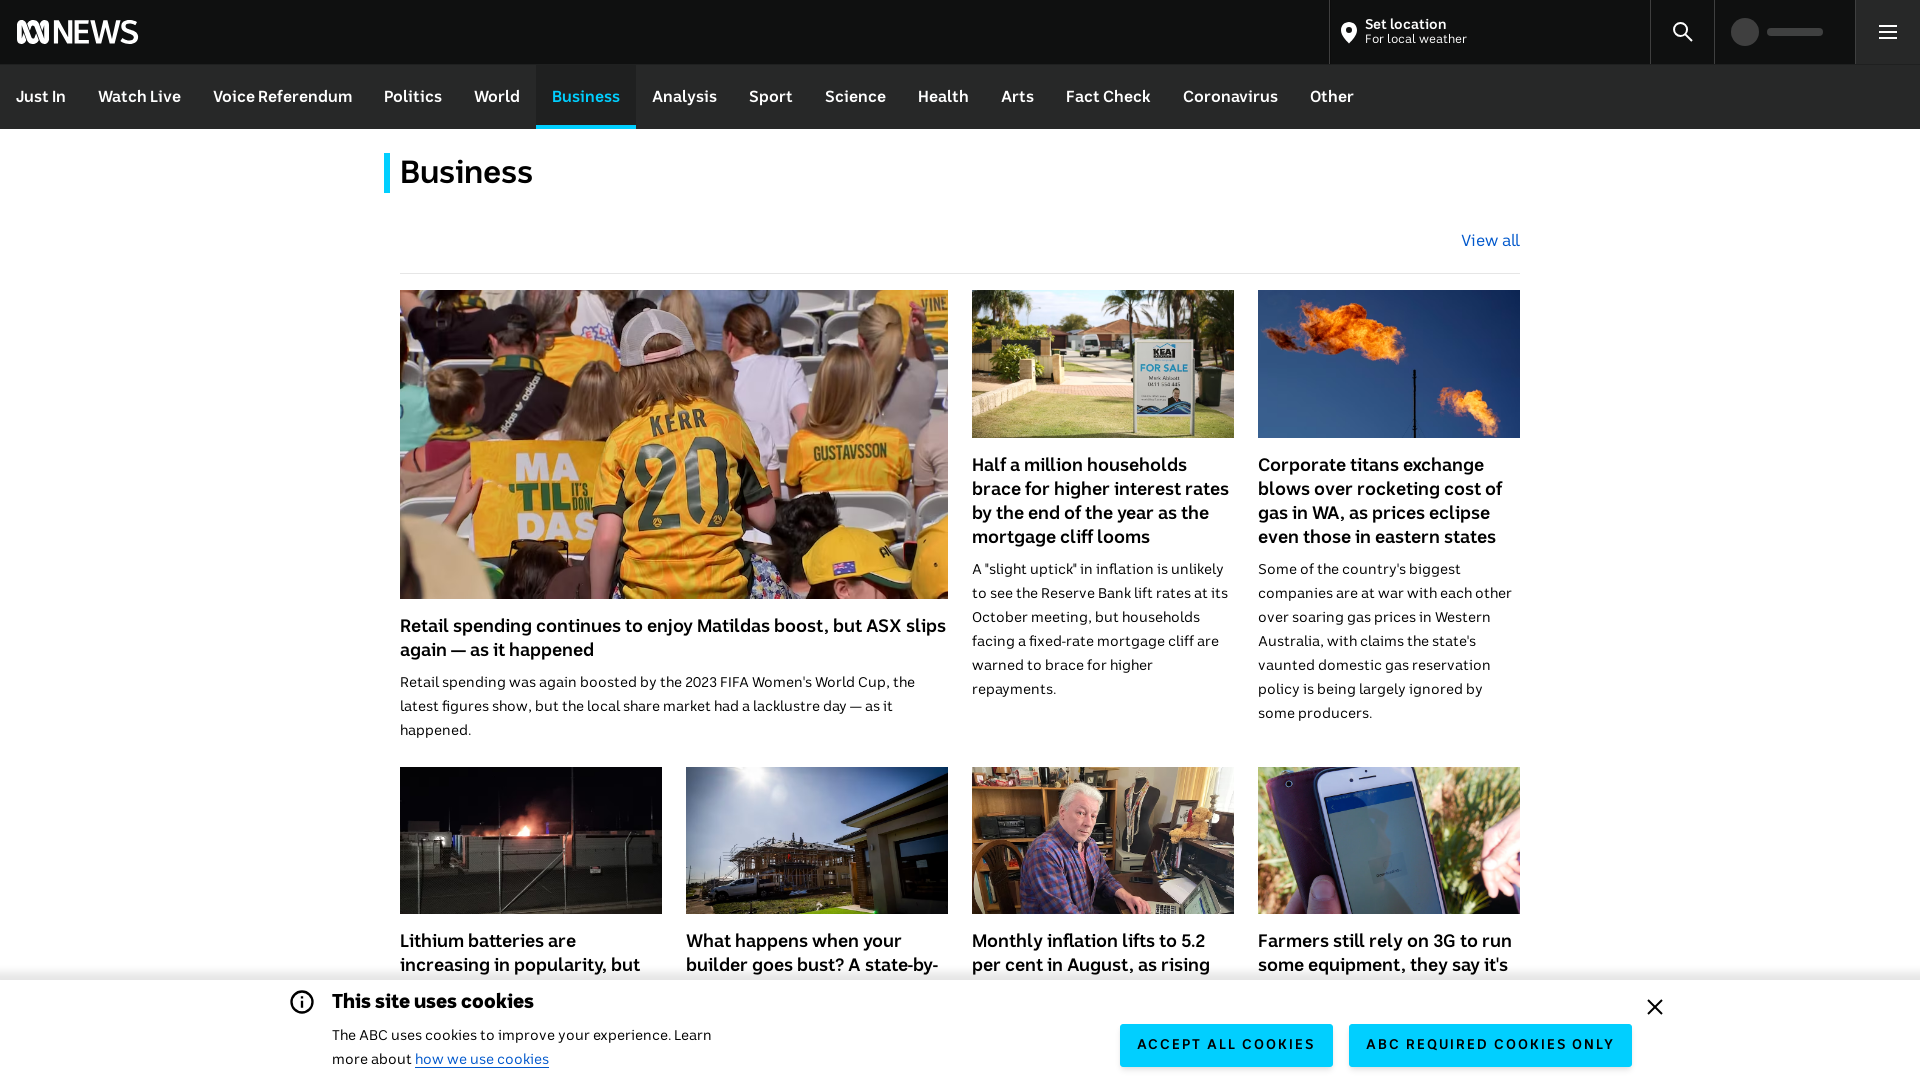 NEWS
Set location
For local weather
Just In
Watch Live
Voice Referendum
Politics
World
Business
Analysis
Sport
Science
Health
Arts
Fact Check
Coronavirus
Other
Business
View all
VINE
adidas
KERR
20
GUSTAVSSON
MA
'TIL IT'S
DAS
Retail spending continues to enjoy Matildas boost, but ASX slips
again — as it happened
Retail spending was again boosted by the 2023 FIFA Women's World Cup, the
latest figures show, but the local share market had a lacklustre day — as it
happened.
KEA
FOR SALE
Half a million households
brace for higher interest rates
by the end of the year as the
mortgage cliff looms
A "slight uptick" in inflation is unlikely
to see the Reserve Bank lift rates at its
October meeting, but households
facing a fixed-rate mortgage cliff are
warned to brace for higher
repayments.
Corporate titans exchange
blows over rocketing cost of
gas in WA, as prices eclipse
even those in eastern states
Some of the country's biggest
companies are at war with each other
over soaring gas prices in Western
Australia, with claims the state's
vaunted domestic gas reservation
policy is being largely ignored by
some producers.
Lithium batteries are
increasing in popularity, but
What happens when your
builder goes bust? A state-by-
Monthly inflation lifts to 5.2
per cent in August, as rising
Farmers still rely on 3G to run
some equipment, they say it's
This site uses cookies
The ABC uses cookies to improve your experience. Learn
more about how we use cookies
ACCEPT ALL COOKIES
ABC REQUIRED COOKIES ONLY